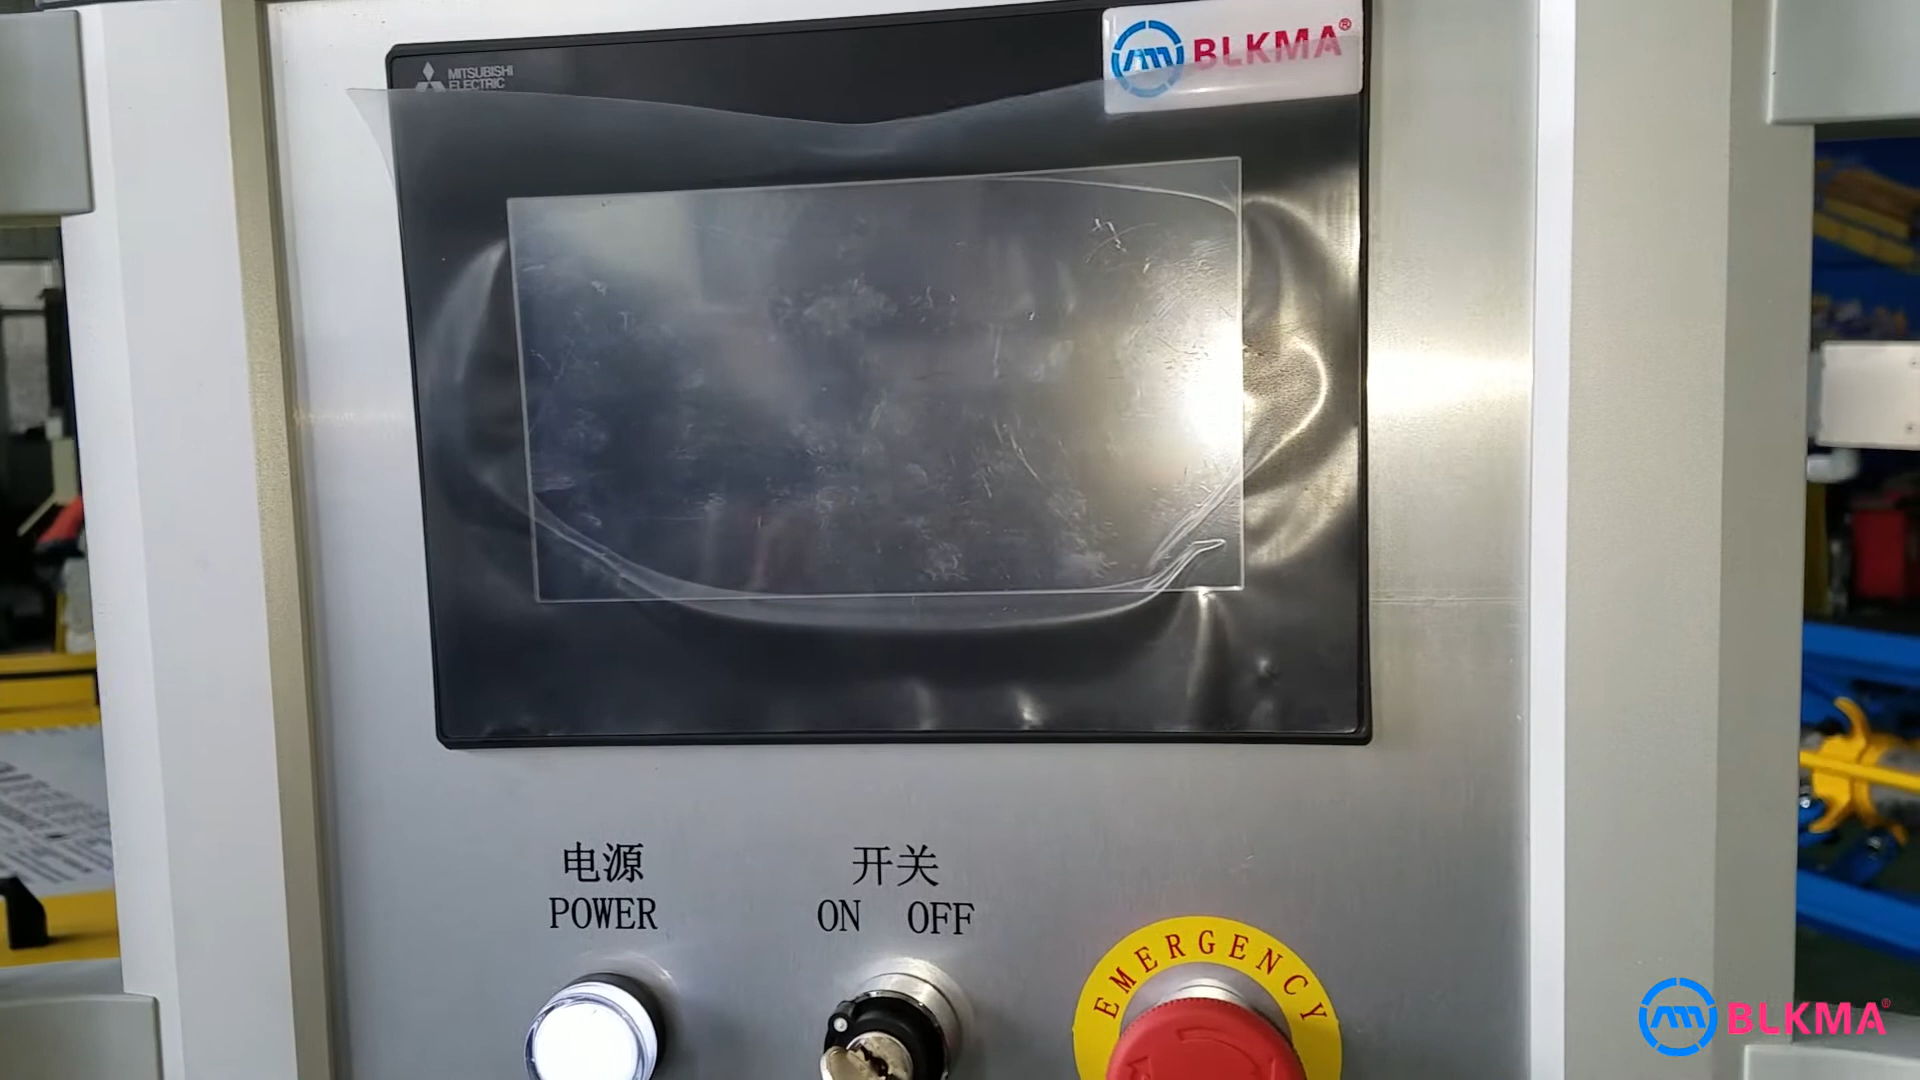 MITSUBISHI
ELECTRIC
BLKMA®
电源
POWER
开关
ON OFF
EMERGENCY
BLKMA®